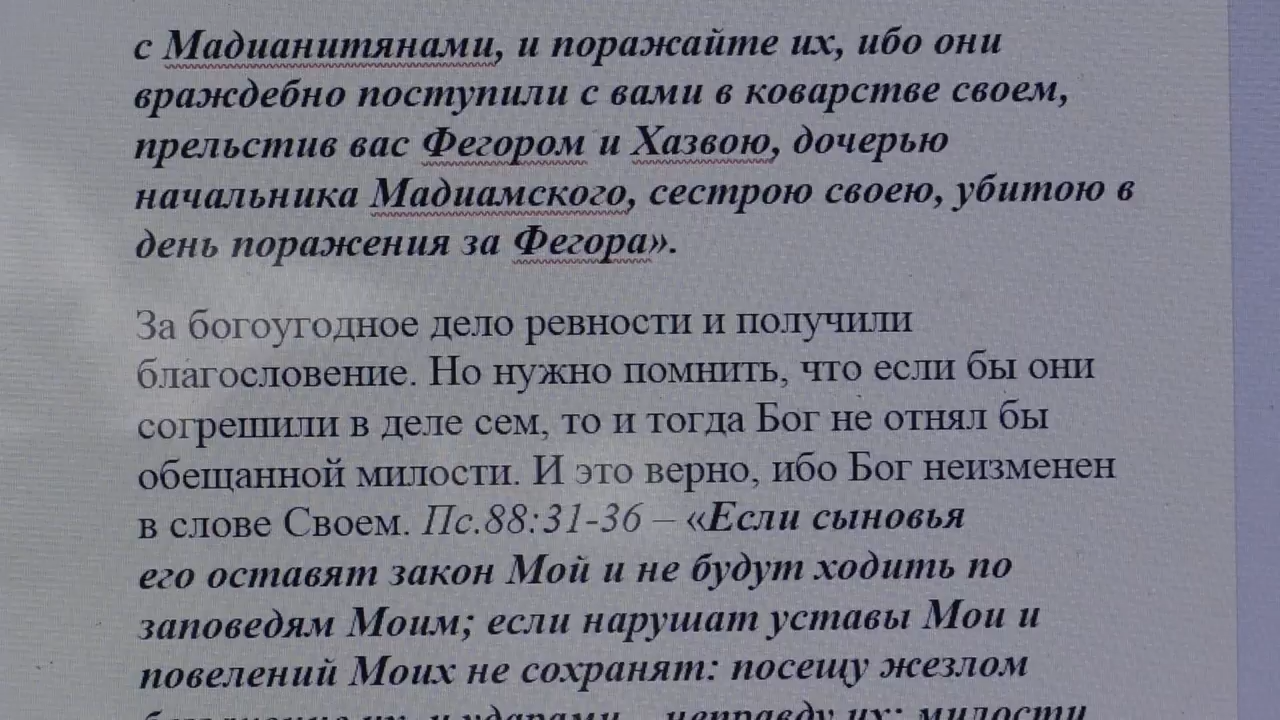 с Мадианитянами, и поражайте их, ибо они
враждебно поступили с вами в коварстве своем,
прельстив вас Фегором и Хазвою, дочерью
начальника Мадиамского, сестрою своею, убитою в
день поражения за Фегора».
За богоугодное дело ревности и получили
благословение. Но нужно помнить, что если бы они
согрешили в деле сем, то и тогда Бог не отнял бы
обещанной милости. И это верно, ибо Бог неизменен
в слове Своем. Пс.88:31-36 – «Если сыновья
его оставят закон Мой и не будут ходить по
заповедям Моим; если нарушат уставы Мои и
повелений Моих не сохранят: посещу жезлом
неправду их; милости